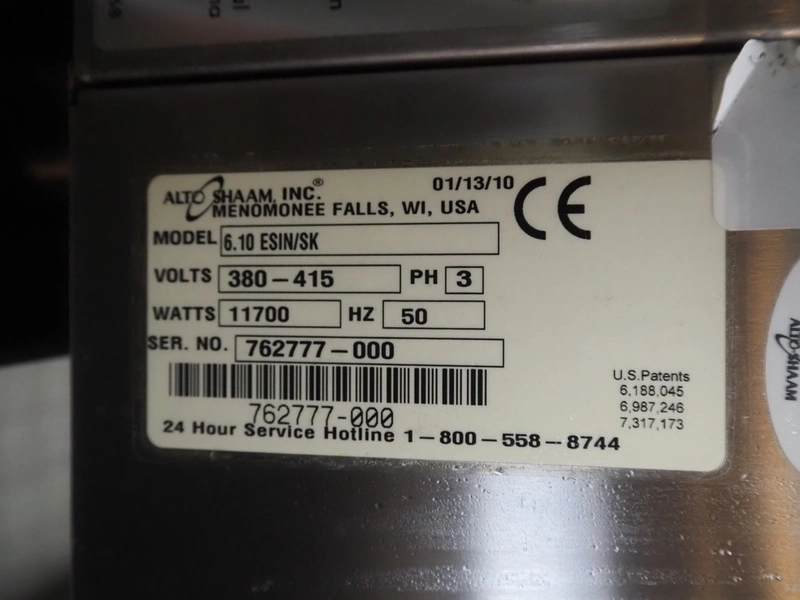 ALTO SHAAM, INC.®
01/13/10
CE
MENOMONEE FALLS, WI, USA
MODEL 6.10 ESIN/SK
VOLTS 380-415 PH 3
WATTS 11700 HZ 50
SER. NO. 762777-000
762777-000
24 Hour Service Hotline 1-800-558-8744
U.S.Patents
6,188,045
6,987,246
7,317,173
ALTO-SHAAM